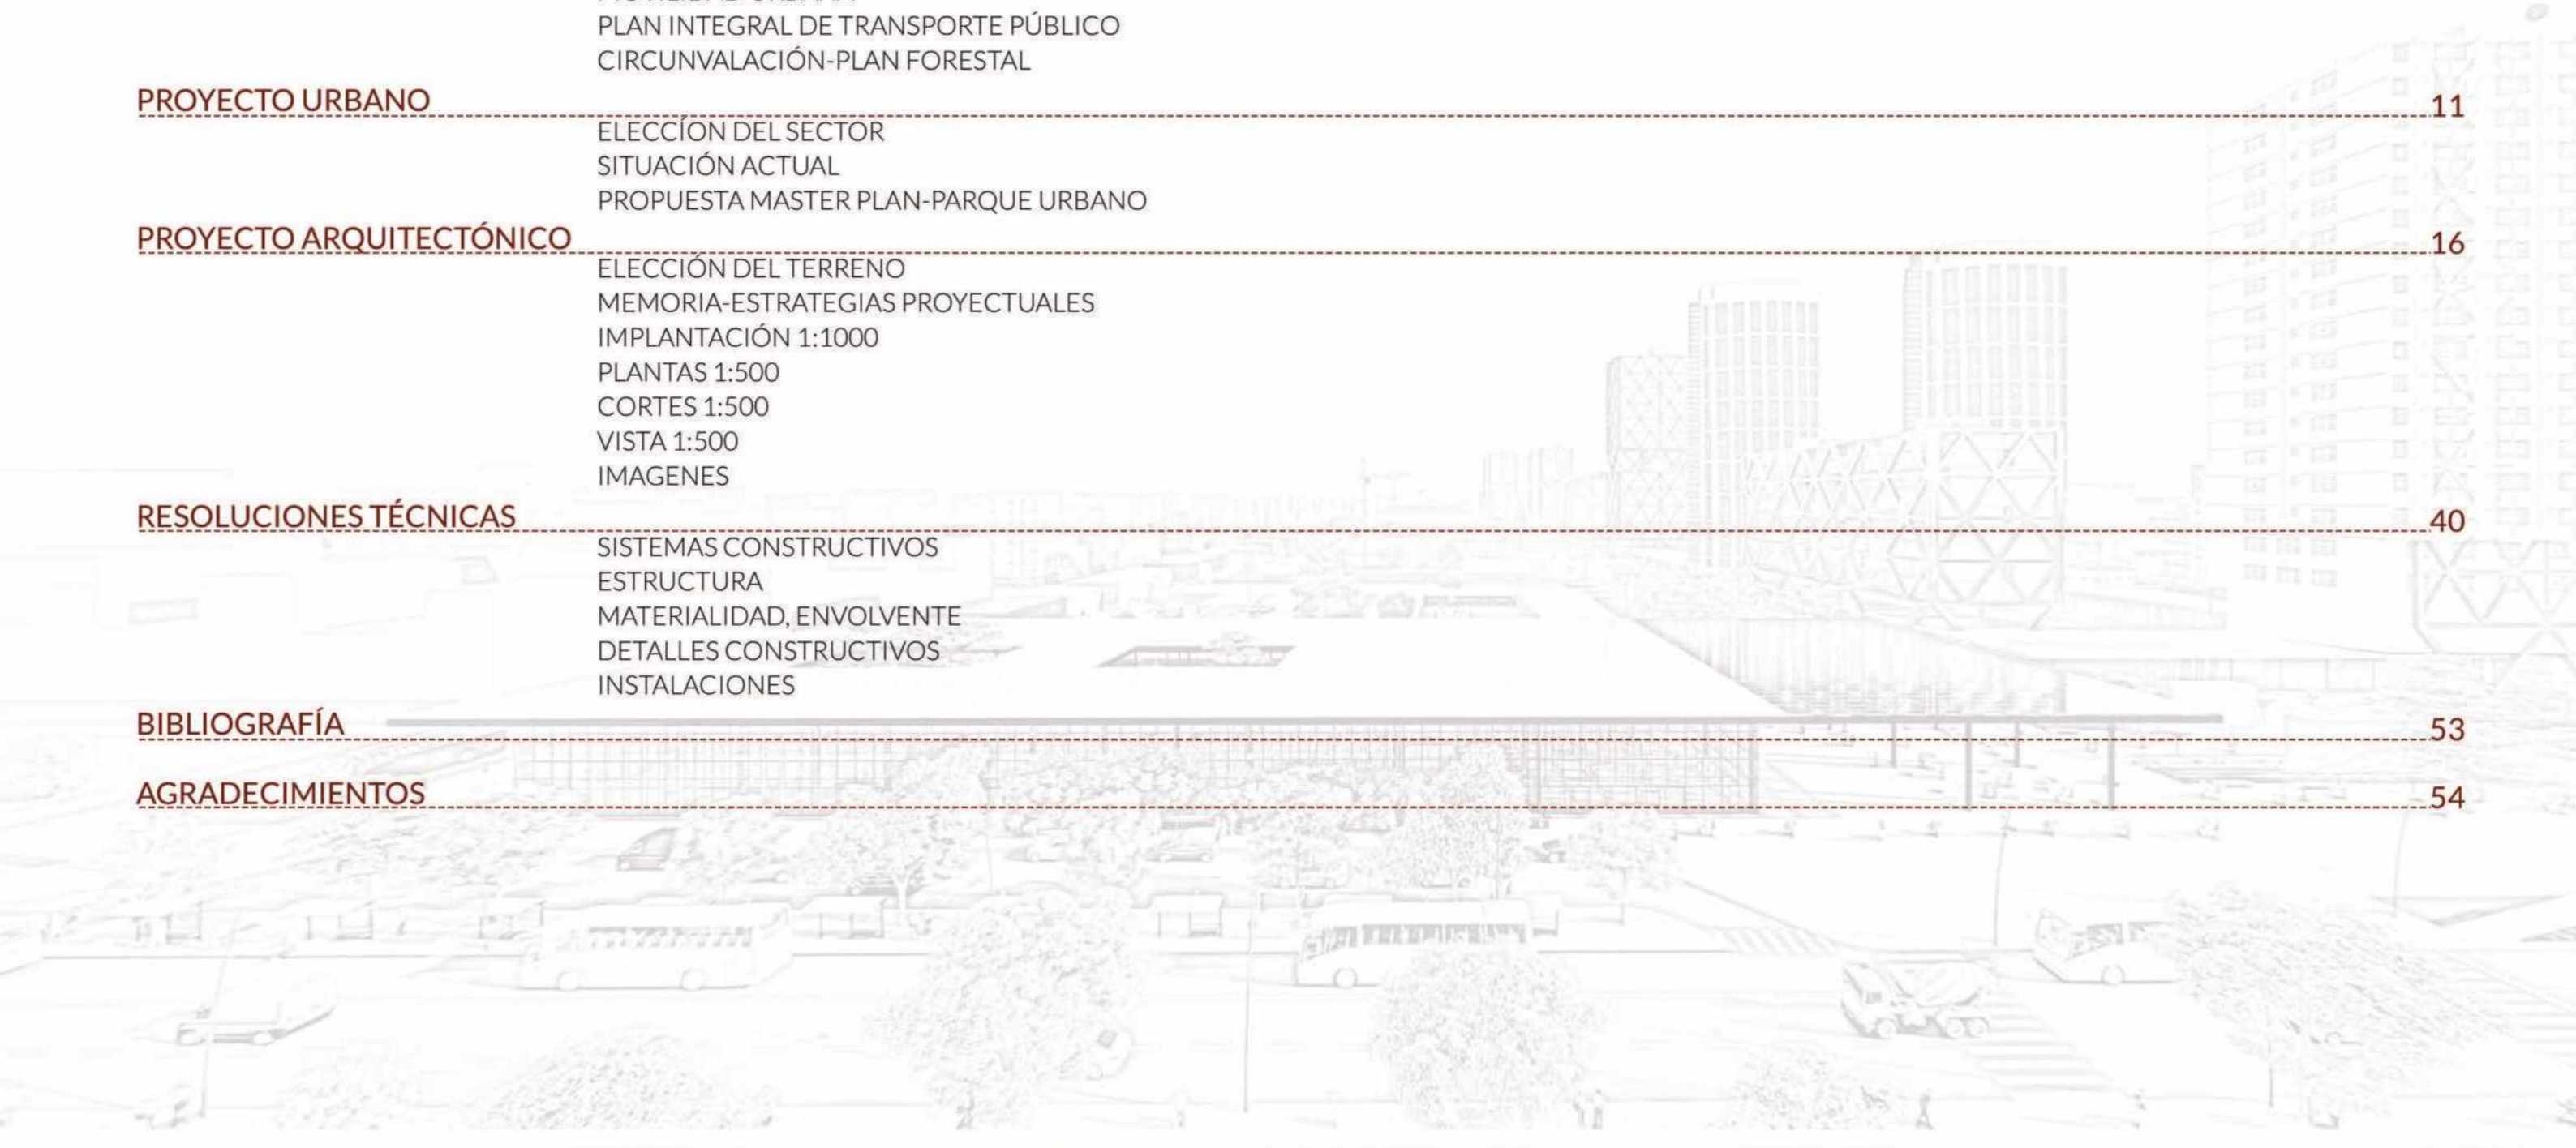 PLAN INTEGRAL DE TRANSPORTE PÚBLICO
CIRCUNVALACIÓN-PLAN FORESTAL
PROYECTO URBANO 11
ELECCÍON DEL SECTOR
SITUACIÓN ACTUAL
PROPUESTA MASTER PLAN-PARQUE URBANO
PROYECTO ARQUITECTÓNICO 16
ELECCIÓN DEL TERRENO
MEMORIA-ESTRATEGIAS PROYECTUALES
IMPLANTACIÓN 1:1000
PLANTAS 1:500
CORTES 1:500
VISTA 1:500
IMAGENES
RESOLUCIONES TÉCNICAS 40
SISTEMAS CONSTRUCTIVOS
ESTRUCTURA
MATERIALIDAD, ENVOLVENTE
DETALLES CONSTRUCTIVOS
INSTALACIONES
BIBLIOGRAFÍA 53
AGRADECIMIENTOS 54